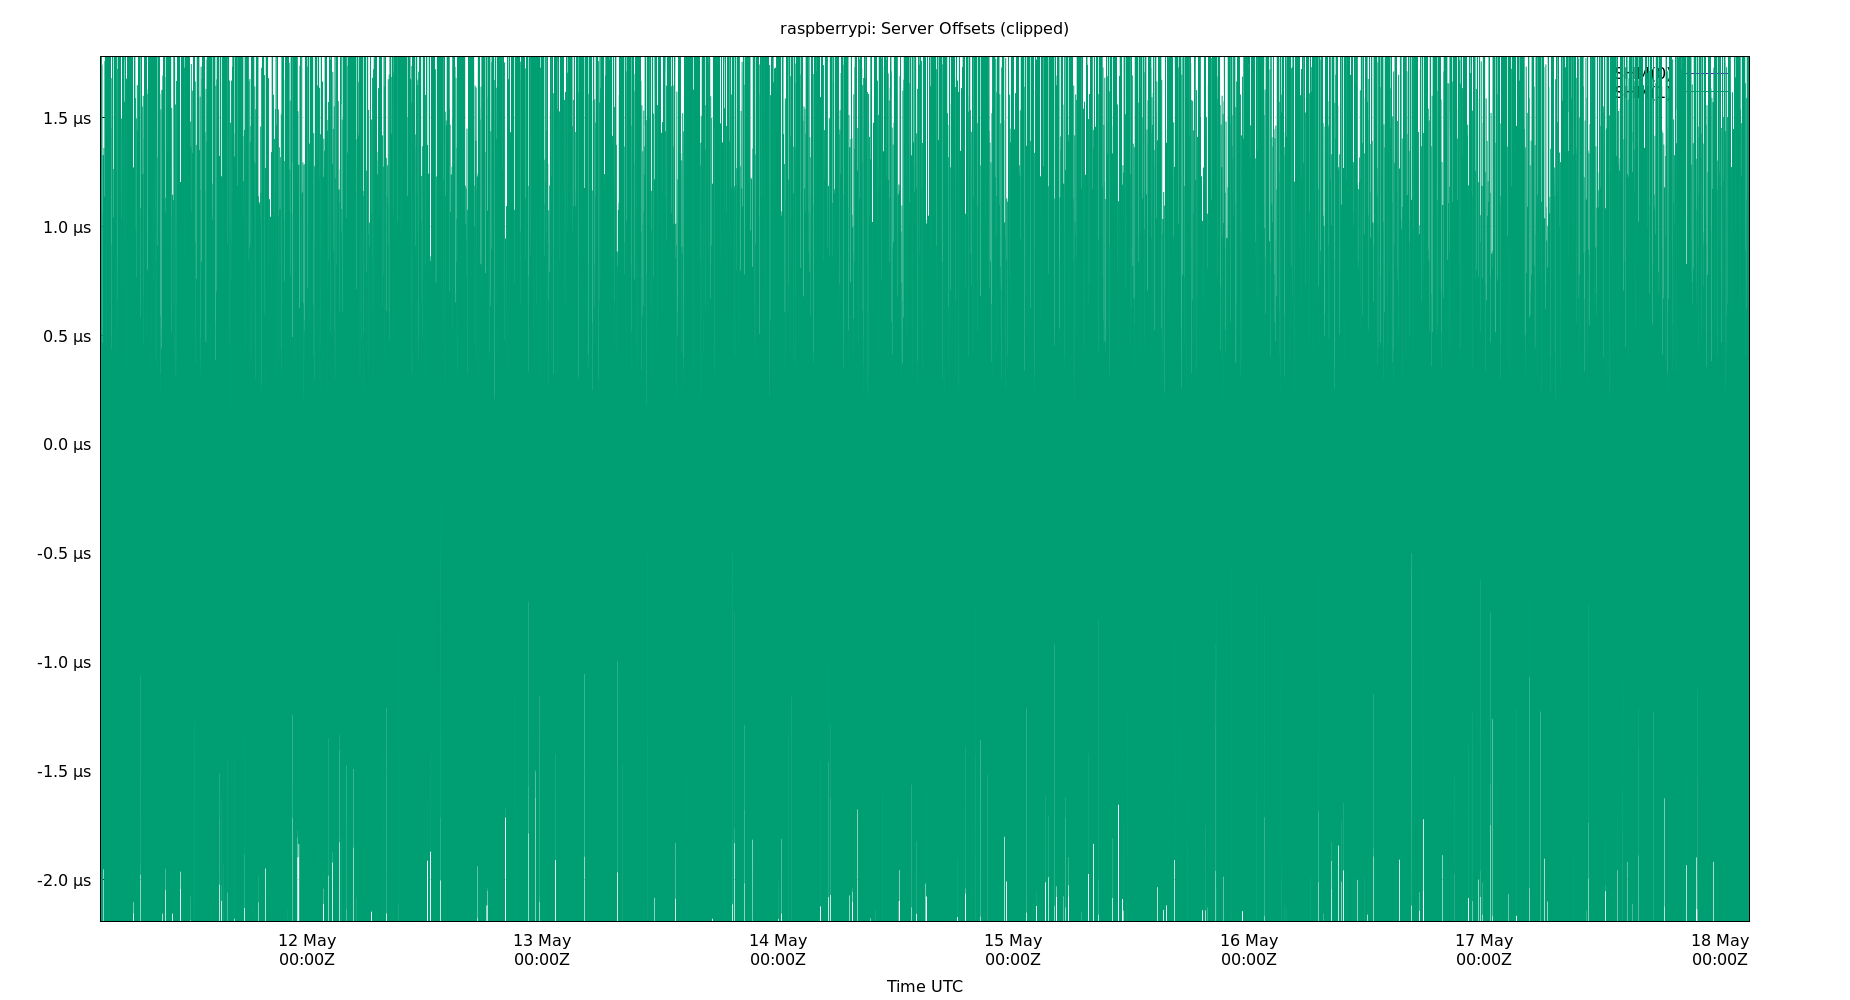 raspberrypi: Server Offsets (clipped)
SHM(0)
1.5 µs
1.0 µs
0.5 µs
0.0 µs
-0.5 µs
-1.0 µs
-1.5 µs
-2.0 µs
12 May 13 May 14 May 15 May 16 May 17 May 18 May
00:00Z 00:00Z 00:00Z 00:00Z 00:00Z 00:00Z 00:00Z
Time UTC